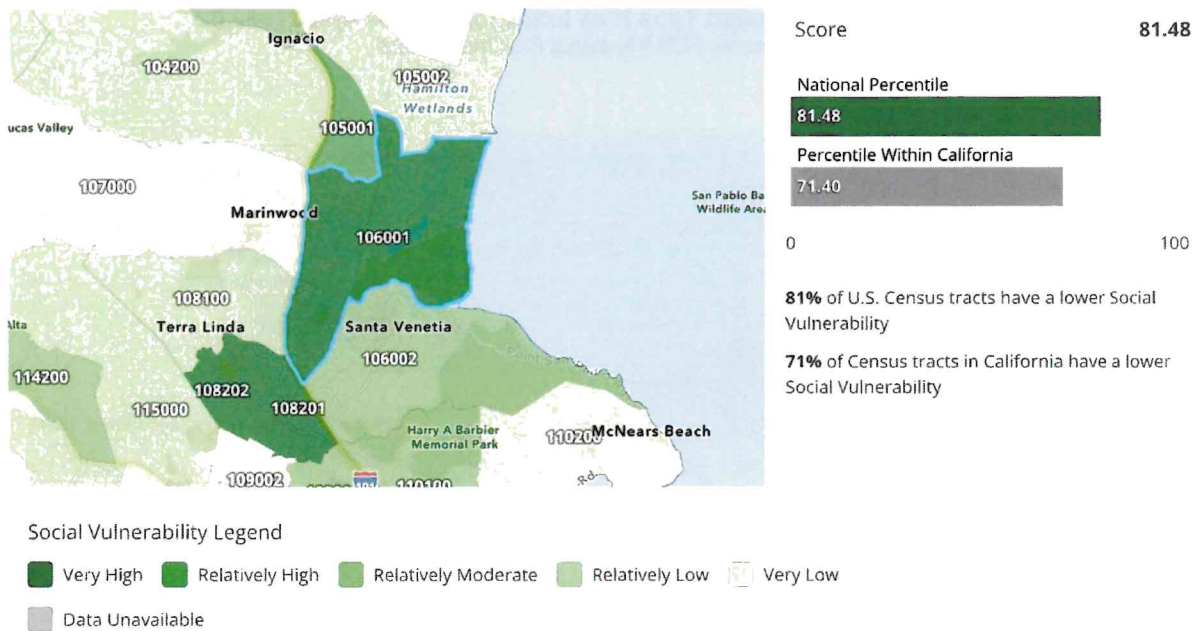 Ignacio
104200
105002
Hamilton
Wetlands
ucas Valley
105001
107000
San Pablo Ba
Wildlife Area
Marinwood
106001
108100
Alta
Terra Linda
Santa Venetia
106002
114200
108202
115000
108201
Harry A Barbier
Memorial Park
110200
McNears Beach
109002
101
110100
Rd.
Score 81.48
National Percentile
81.48
Percentile Within California
71.40
0 100
81% of U.S. Census tracts have a lower Social
Vulnerability
71% of Census tracts in California have a lower
Social Vulnerability
Social Vulnerability Legend
Very High Relatively High Relatively Moderate Relatively Low Very Low
Data Unavailable